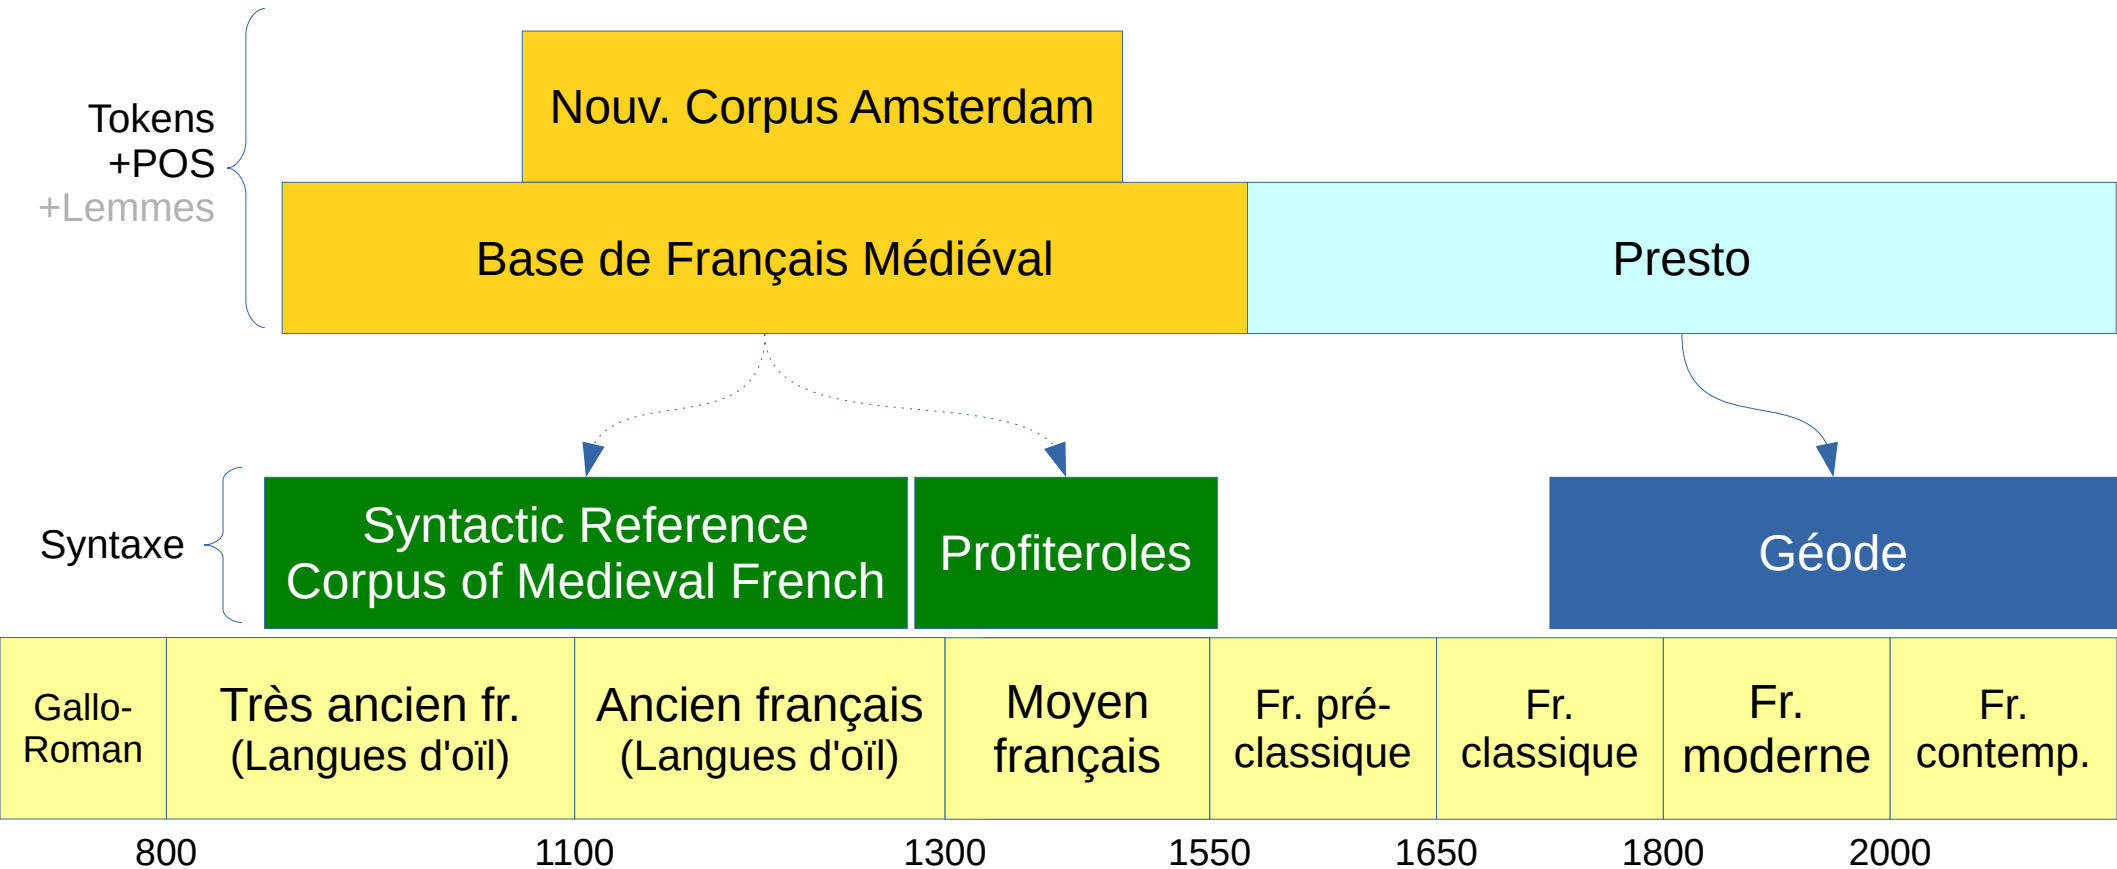 Tokens
+POS
+Lemmes
Nouv. Corpus Amsterdam
Base de Français Médiéval
Presto
Syntaxe
Syntactic Reference
Corpus of Medieval French
Profiteroles
Géode
Gallo-
Roman
Très ancien fr.
(Langues d'oïl)
Ancien français
(Langues d'oïl)
Moyen
français
Fr. pré-
classique
Fr.
classique
Fr.
moderne
Fr.
contemp.
800
1100
1300
1550
1650
1800
2000